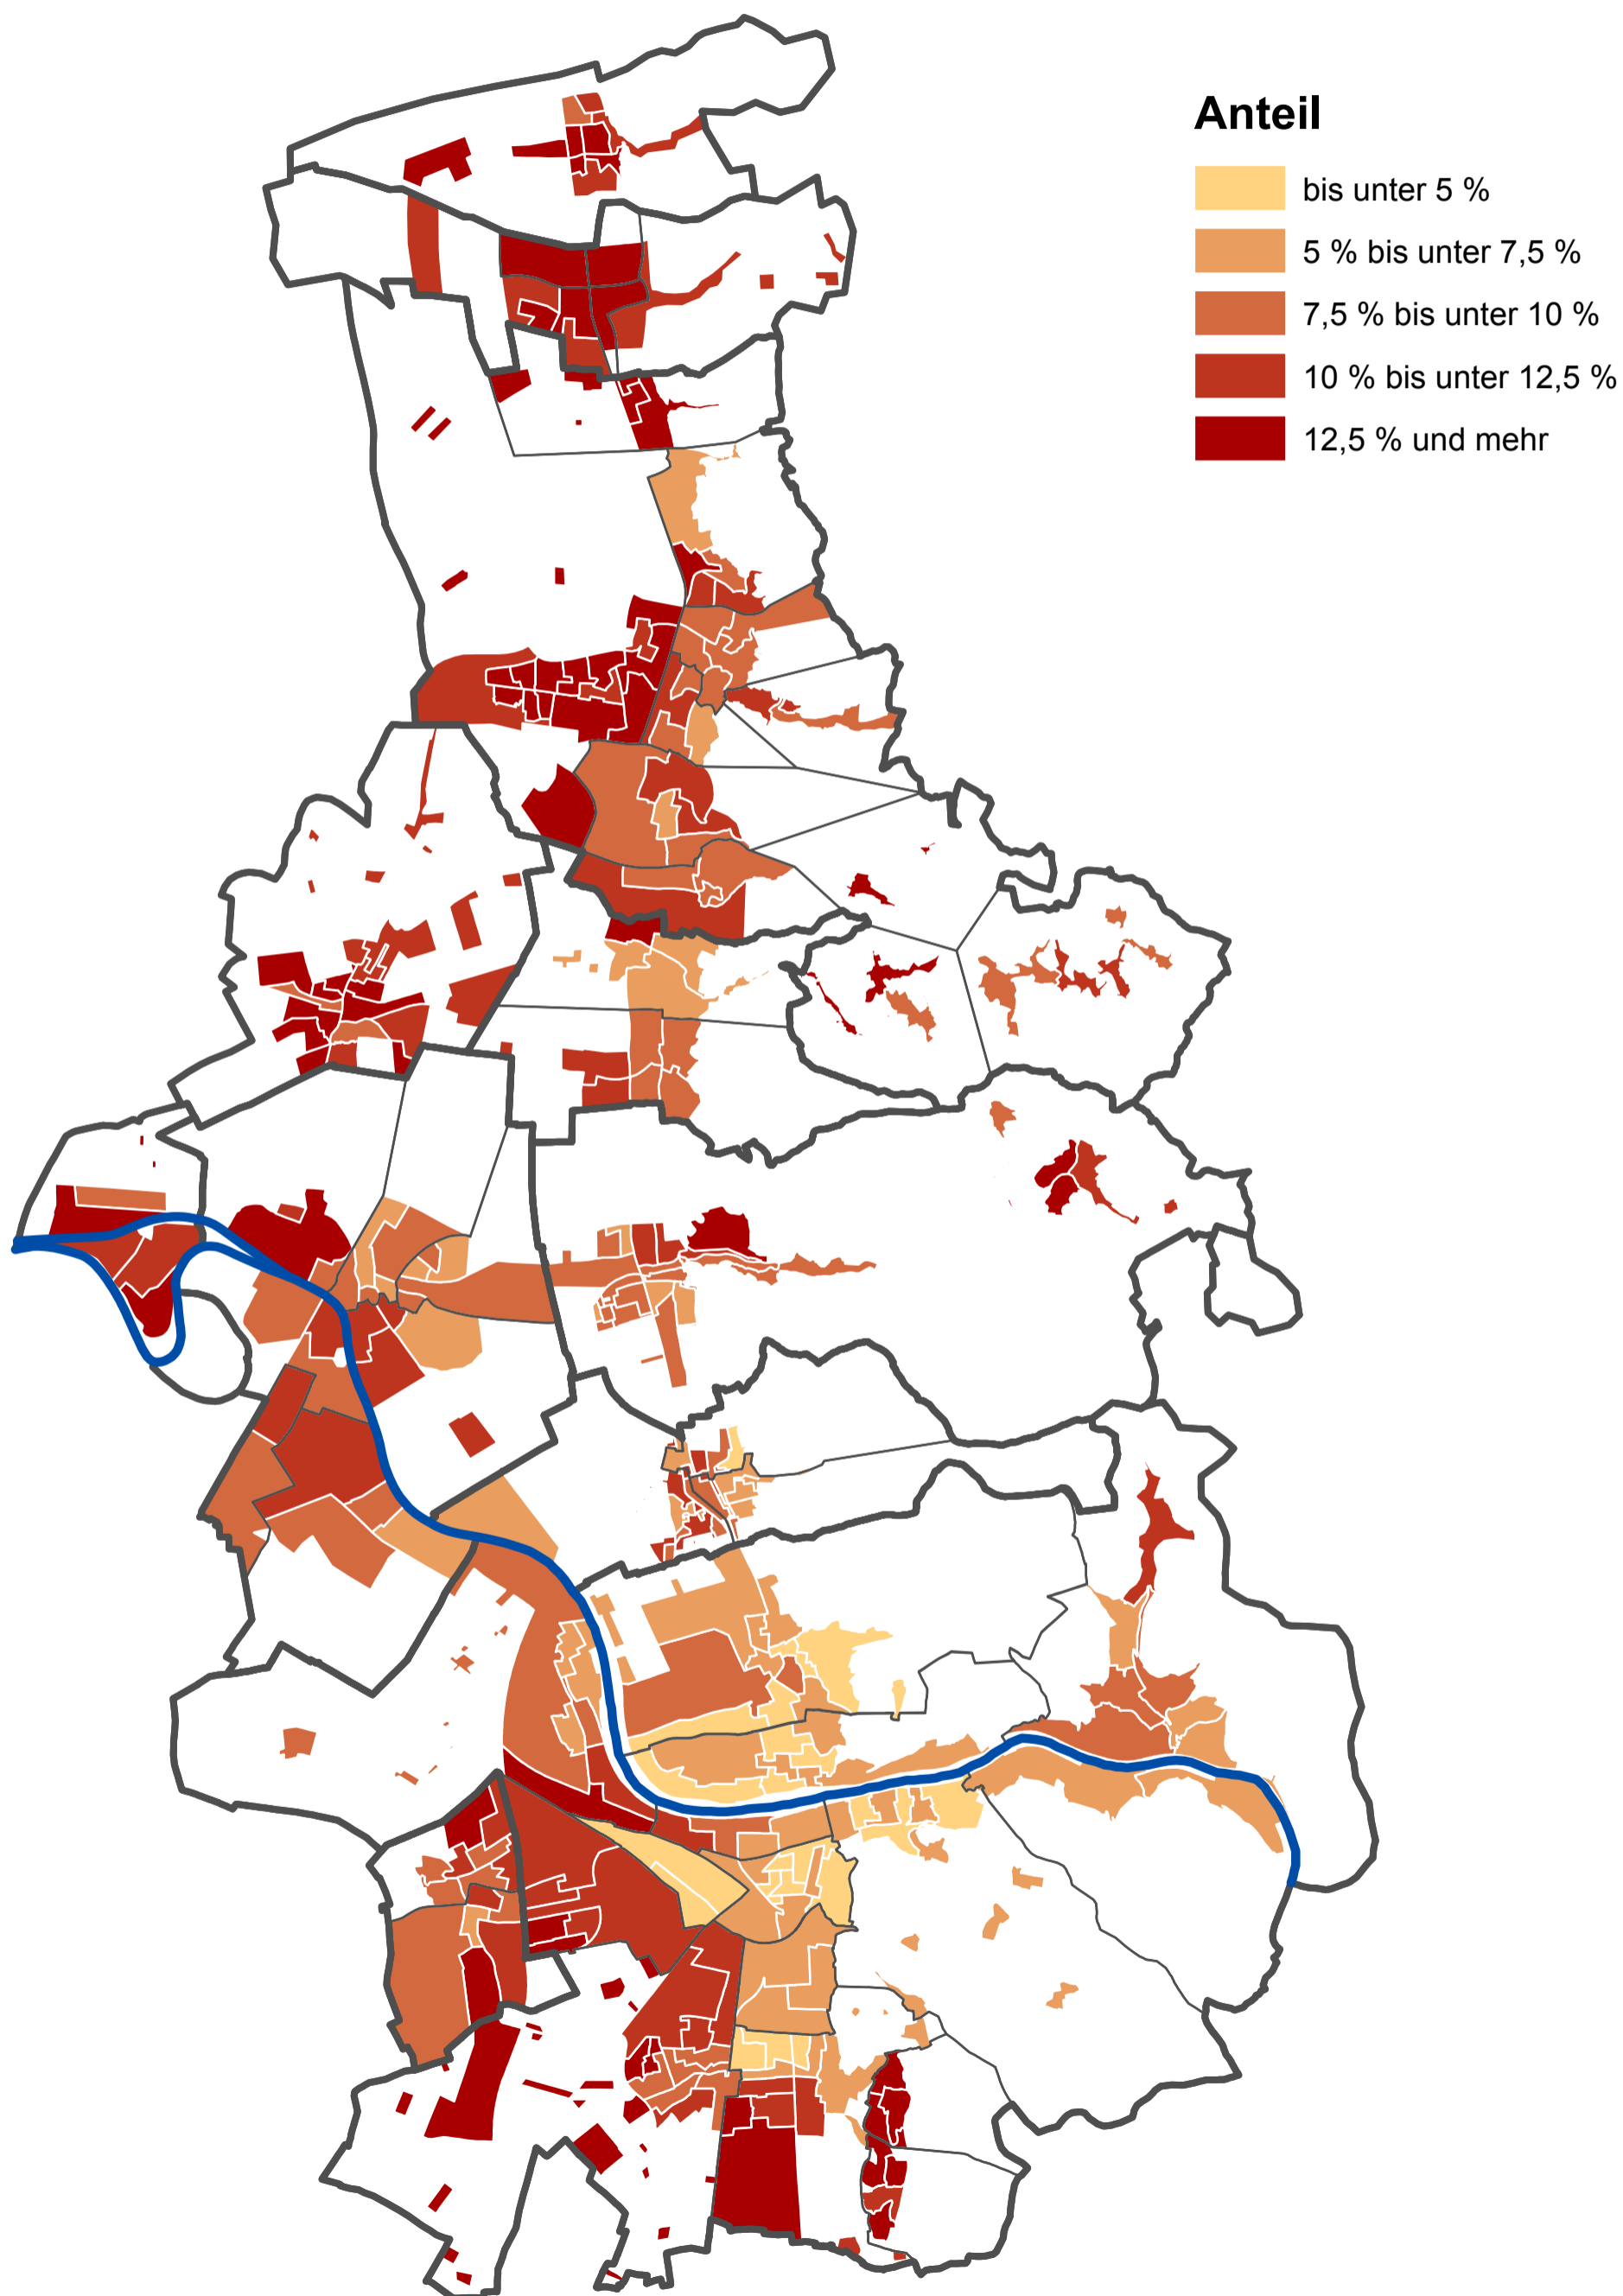 Anteil
bis unter 5 %
5 % bis unter 7,5 %
7,5 % bis unter 10 %
10 % bis unter 12,5 %
12,5 % und mehr